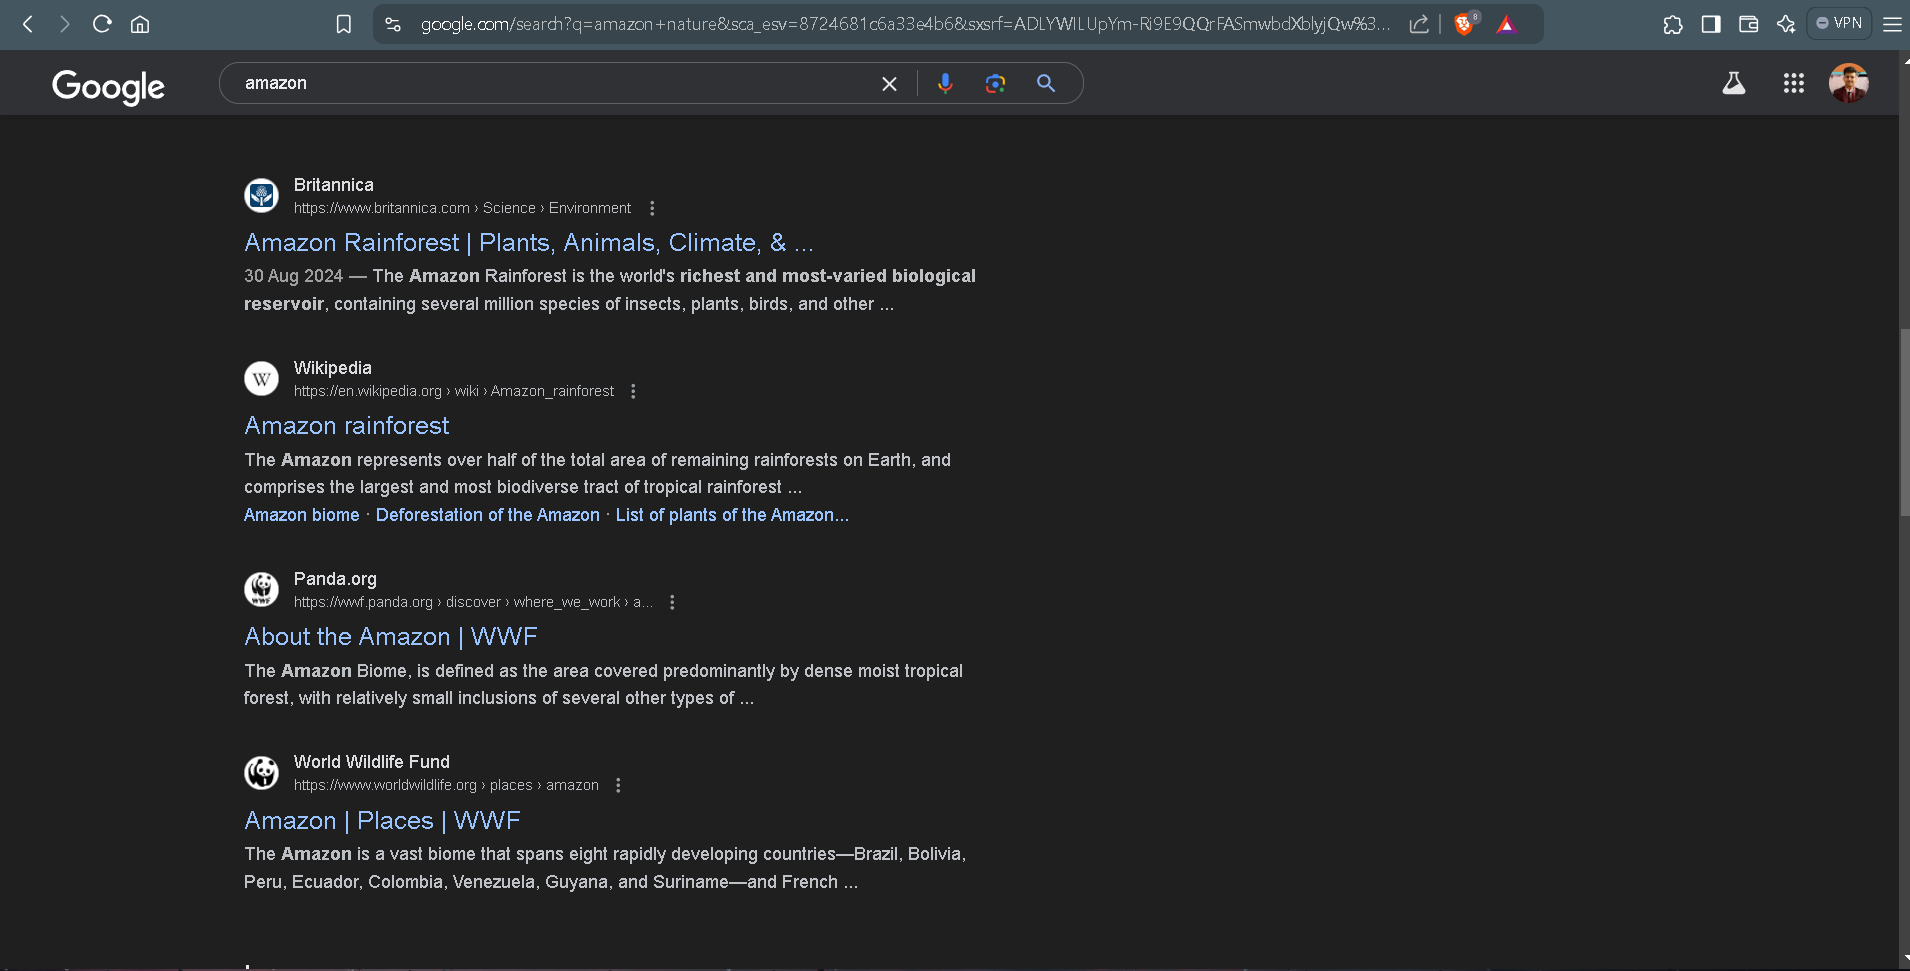 google.com/search?q=amazon+nature&sca_esv=8724681c6a33e4b6&sxsrf=ADLYWILUpYm-Ri9E9QQrFASmwbdXblyjQw%3...
8
VPN
Google
amazon
Britannica
https://www.britannica.com › Science › Environment
Amazon Rainforest | Plants, Animals, Climate, & ...
30 Aug 2024 — The Amazon Rainforest is the world's richest and most-varied biological
reservoir, containing several million species of insects, plants, birds, and other ...
W
Wikipedia
https://en.wikipedia.org › wiki › Amazon_rainforest
Amazon rainforest
The Amazon represents over half of the total area of remaining rainforests on Earth, and
comprises the largest and most biodiverse tract of tropical rainforest ...
Amazon biome · Deforestation of the Amazon · List of plants of the Amazon...
WWF
Panda.org
https://wwf.panda.org › discover › where_we_work › a...
About the Amazon | WWF
The Amazon Biome, is defined as the area covered predominantly by dense moist tropical
forest, with relatively small inclusions of several other types of ...
World Wildlife Fund
https://www.worldwildlife.org › places › amazon
Amazon | Places | WWF
The Amazon is a vast biome that spans eight rapidly developing countries—Brazil, Bolivia,
Peru, Ecuador, Colombia, Venezuela, Guyana, and Suriname—and French ...